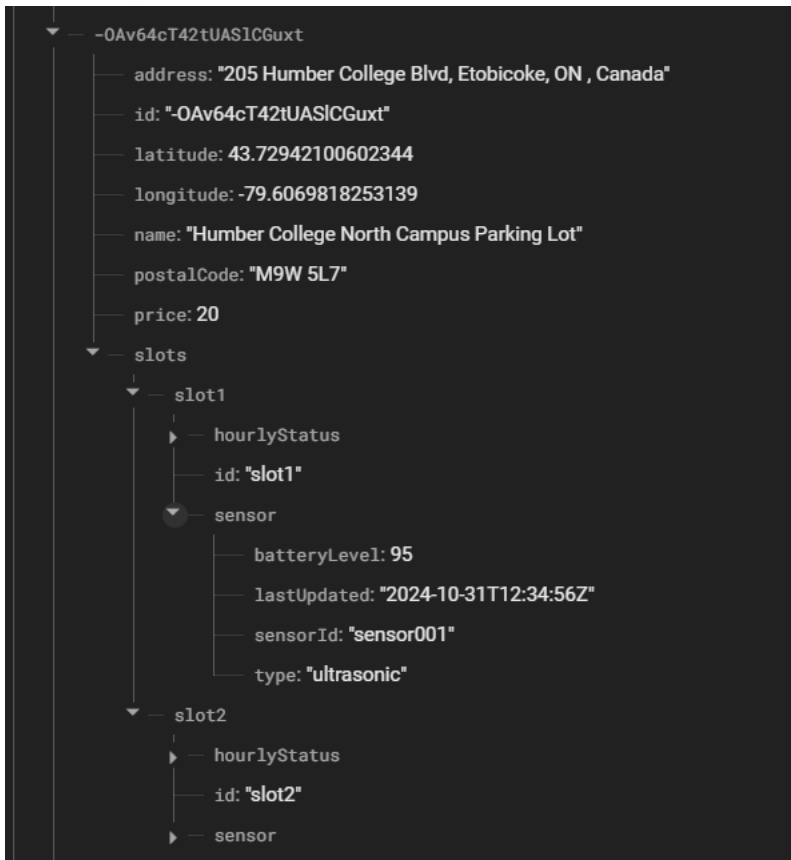 -OAv64cT42tUASlCGuxt
address: "205 Humber College Blvd, Etobicoke, ON , Canada"
id: "-OAv64cT42tUASlCGuxt"
latitude: 43.72942100602344
longitude: -79.6069818253139
name: "Humber College North Campus Parking Lot"
postalCode: "M9W 5L7"
price: 20
slots
slot1
hourlyStatus
id: "slot1"
sensor
batteryLevel: 95
lastUpdated: "2024-10-31T12:34:56Z"
sensorId: "sensor001"
type: "ultrasonic"
slot2
hourlyStatus
id: "slot2"
sensor